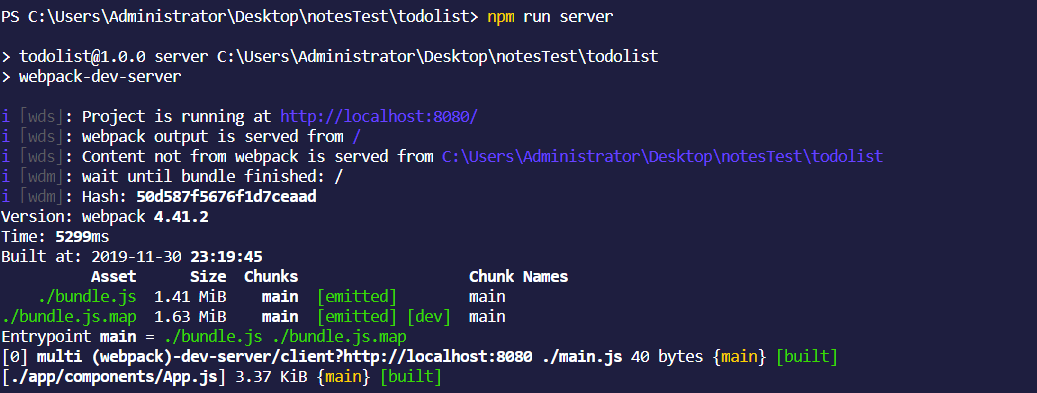 PS C:\Users\Administrator\Desktop\notesTest\todolist> npm run server
> todolist@1.0.0 server C:\Users\Administrator\Desktop\notesTest\todolist
> webpack-dev-server
i ｢wds｣: Project is running at http://localhost:8080/
i ｢wds｣: webpack output is served from /
i ｢wds｣: Content not from webpack is served from C:\Users\Administrator\Desktop\notesTest\todolist
i ｢wdm｣: wait until bundle finished: /
i ｢wdm｣: Hash: 50d587f5676f1d7ceaad
Version: webpack 4.41.2
Time: 5299ms
Built at: 2019-11-30 23:19:45
Asset Size Chunks Chunk Names
./bundle.js 1.41 MiB main [emitted] main
./bundle.js.map 1.63 MiB main [emitted] [dev] main
Entrypoint main = ./bundle.js ./bundle.js.map
[0] multi (webpack)-dev-server/client?http://localhost:8080 ./main.js 40 bytes {main} [built]
[./app/components/App.js] 3.37 KiB {main} [built]